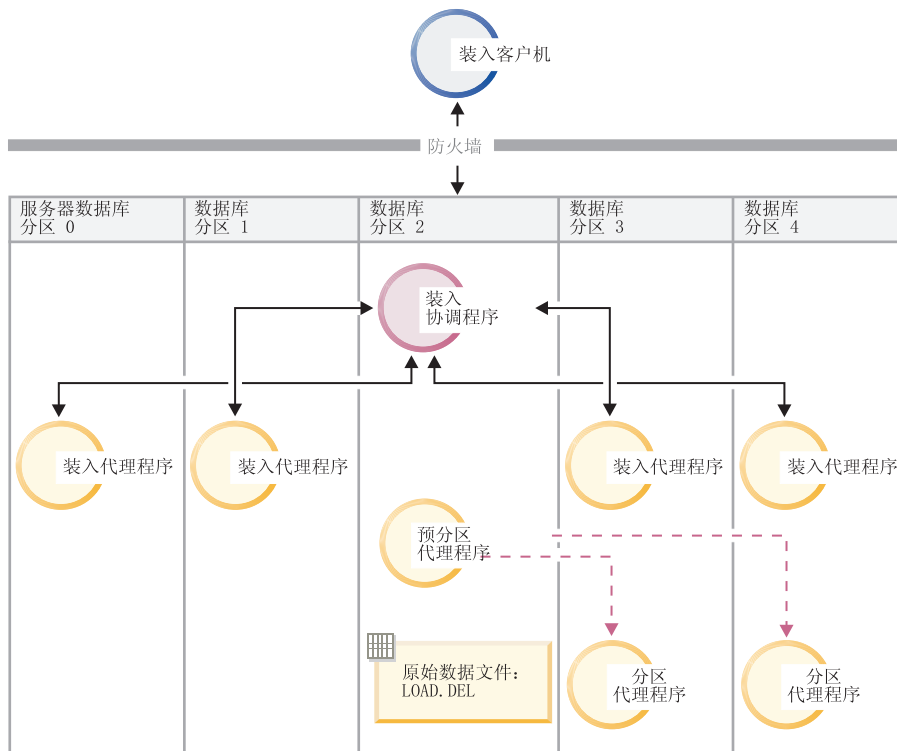 装入客户机
防火墙
服务器数据库
分区 0
数据库
分区 1
数据库
分区 2
数据库
分区 3
数据库
分区 4
装入
协调程序
装入代理程序
装入代理程序
装入代理程序
装入代理程序
预分区
代理程序
原始数据文件：
LOAD.DEL
分区
代理程序
分区
代理程序